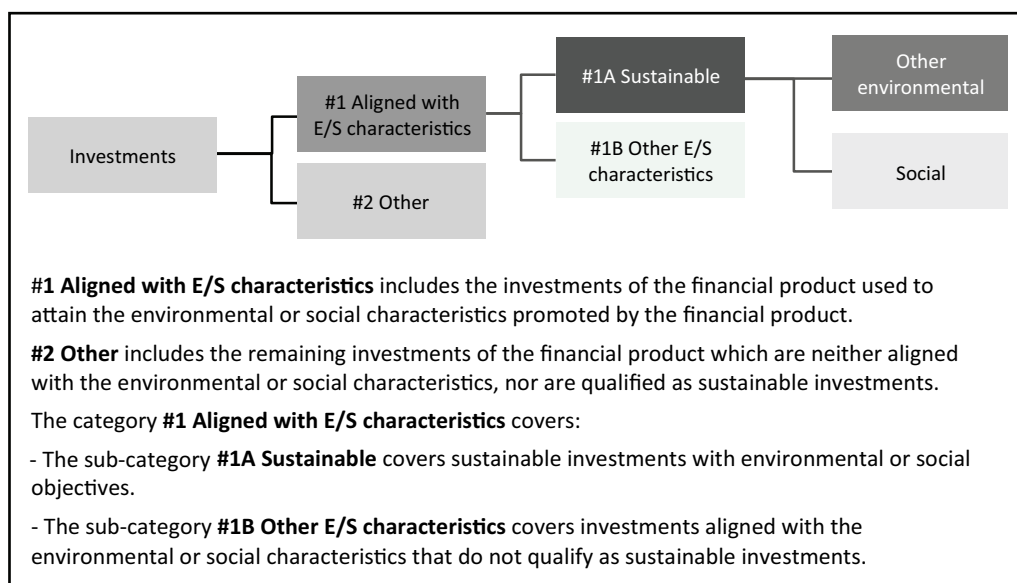 Investments
#1 Aligned with
E/S characteristics
#2 Other
#1A Sustainable
#1B Other E/S
characteristics
Other
environmental
Social
#1 Aligned with E/S characteristics includes the investments of the financial product used to
attain the environmental or social characteristics promoted by the financial product.
#2 Other includes the remaining investments of the financial product which are neither aligned
with the environmental or social characteristics, nor are qualified as sustainable investments.
The category #1 Aligned with E/S characteristics covers:
- The sub-category #1A Sustainable covers sustainable investments with environmental or social
objectives.
- The sub-category #1B Other E/S characteristics covers investments aligned with the
environmental or social characteristics that do not qualify as sustainable investments.